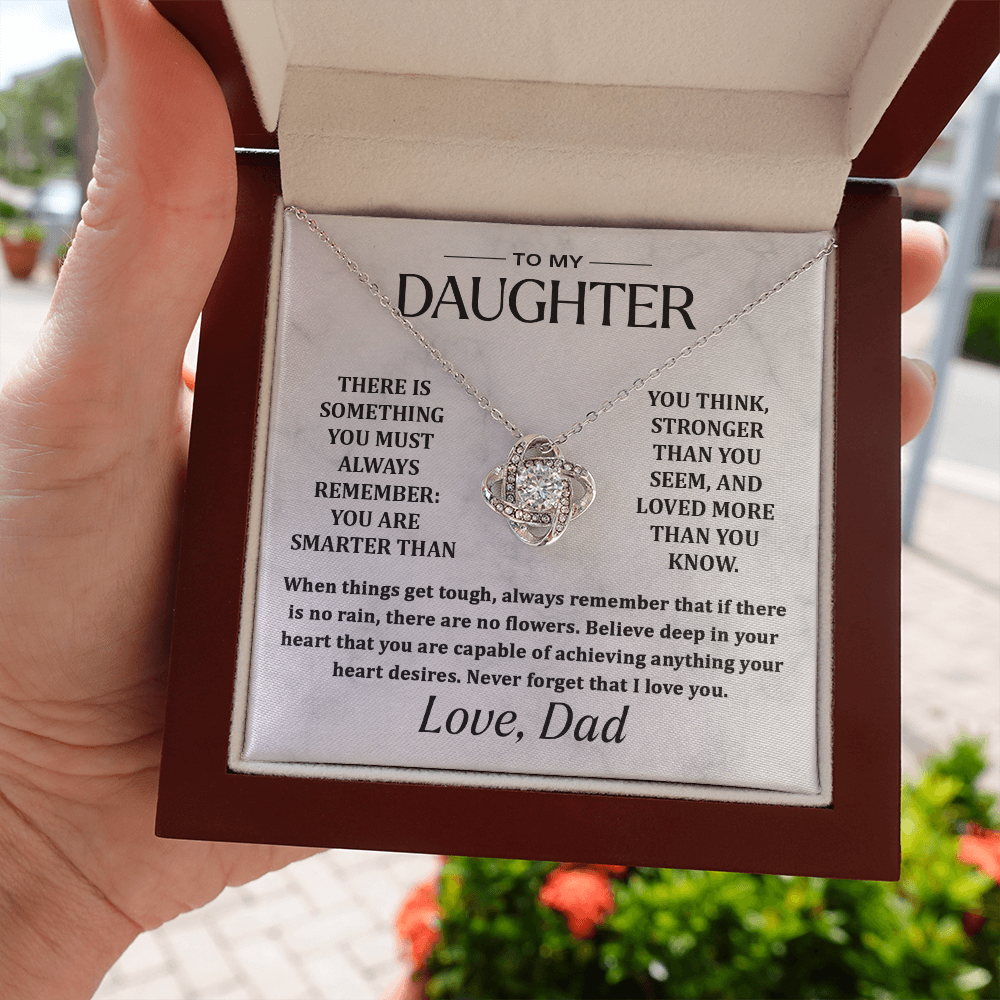 TO MY
DAUGHTER
THERE IS
SOMETHING
YOU MUST
ALWAYS
REMEMBER:
YOU ARE
SMARTER THAN
YOU THINK,
STRONGER
THAN YOU
SEEM, AND
LOVED MORE
THAN YOU
KNOW.
When things get tough, always remember that if there
is no rain, there are no flowers. Believe deep in your
heart that you are capable of achieving anything your
heart desires. Never forget that I love you.
Love, Dad